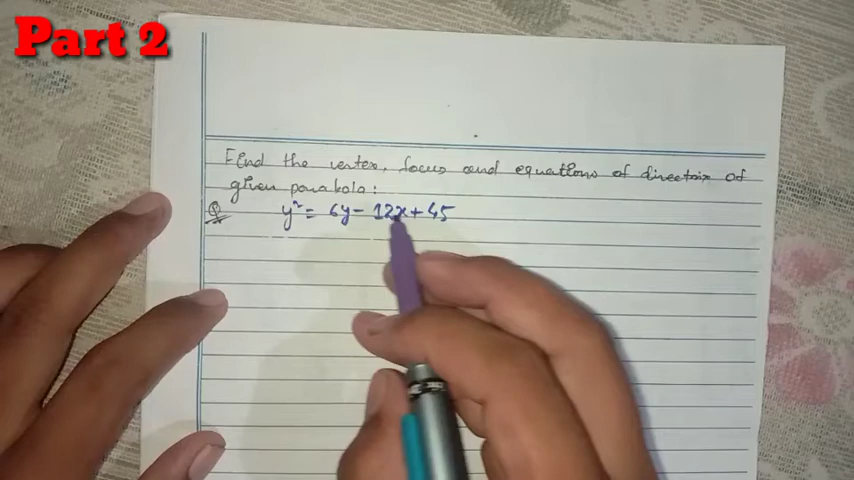 Part 2
Find the vertex, focus and equations of directrix of
given parabola:
Q y² = 6y - 12x + 45